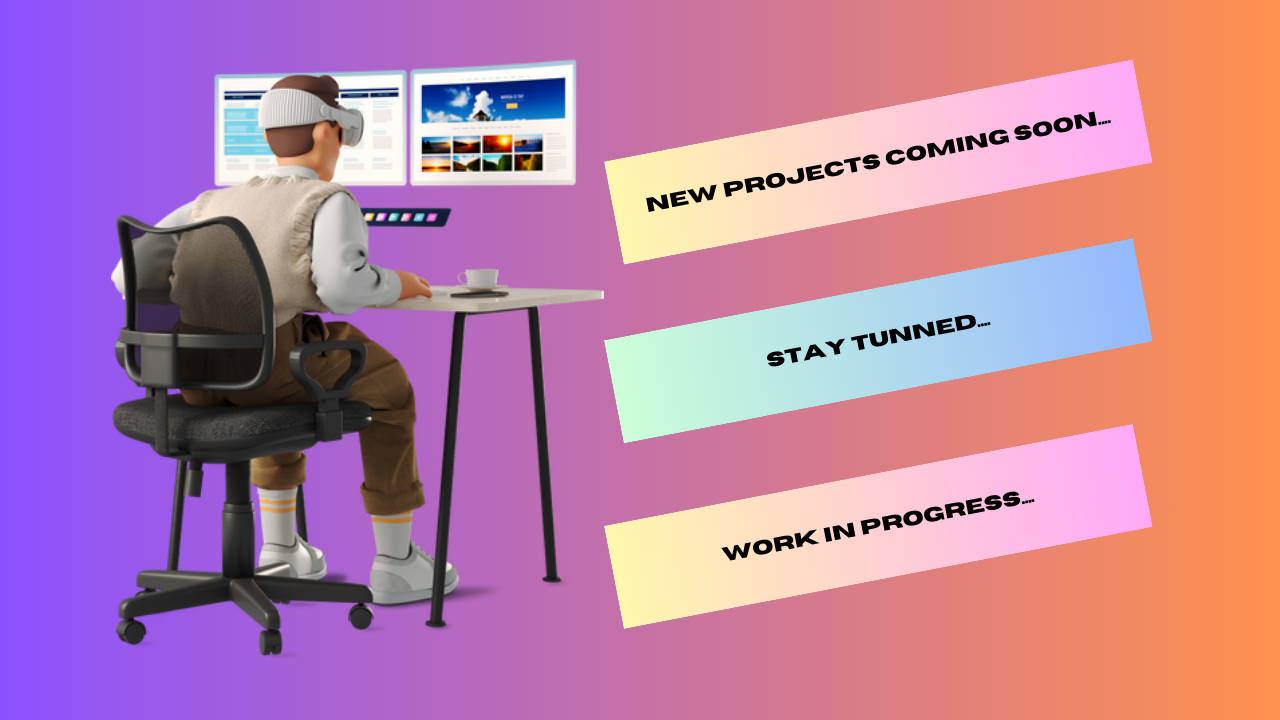 NEW PROJECTS COMING SOON....
STAY TUNNED....
WORK IN PROGRESS....